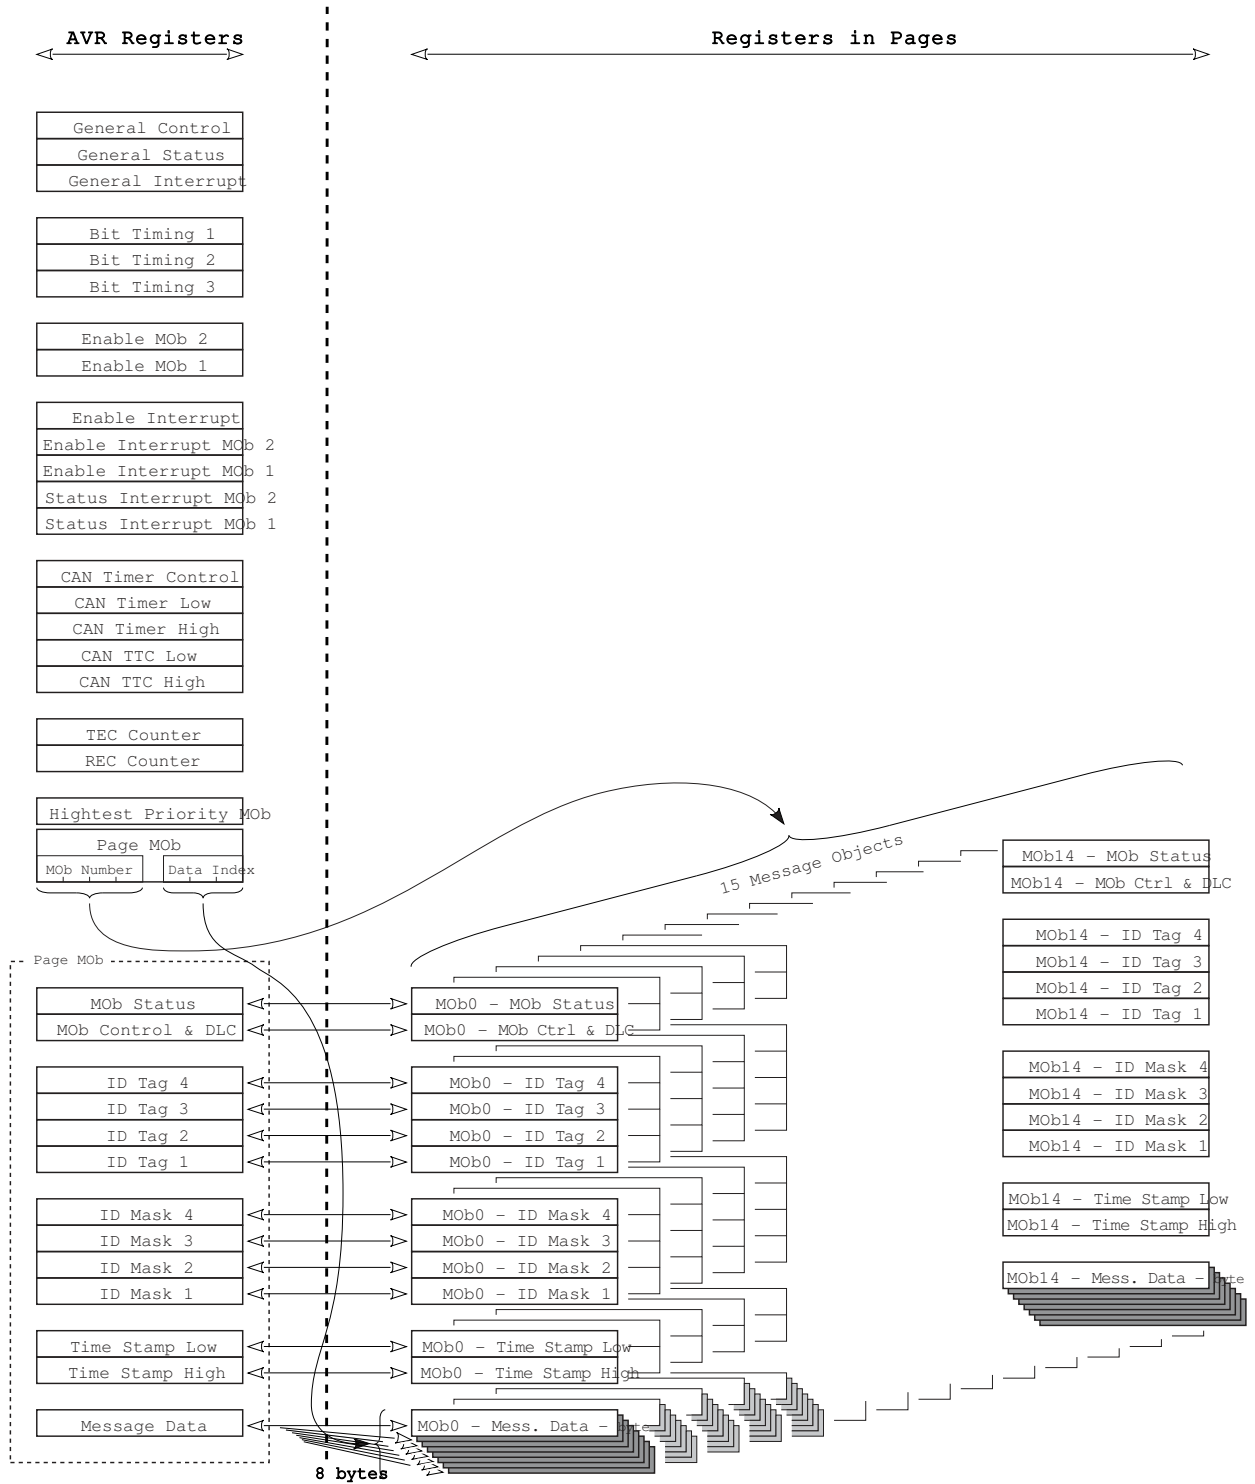 AVR Registers
Registers in Pages
General Control
General Status
General Interrupt
Bit Timing 1
Bit Timing 2
Bit Timing 3
Enable MOb 2
Enable MOb 1
Enable Interrupt
Enable Interrupt MOb 2
Enable Interrupt MOb 1
Status Interrupt MOb 2
Status Interrupt MOb 1
CAN Timer Control
CAN Timer Low
CAN Timer High
CAN TTC Low
CAN TTC High
TEC Counter
REC Counter
Hightest Priority MOb
Page MOb
MOb Number
Data Index
Page MOb
MOb Status
MOb Control & DLC
ID Tag 4
ID Tag 3
ID Tag 2
ID Tag 1
ID Mask 4
ID Mask 3
ID Mask 2
ID Mask 1
Time Stamp Low
Time Stamp High
Message Data
8 bytes
15 Message Objects
MOb0 - MOb Status
MOb0 - MOb Ctrl & DLC
MOb0 - ID Tag 4
MOb0 - ID Tag 3
MOb0 - ID Tag 2
MOb0 - ID Tag 1
MOb0 - ID Mask 4
MOb0 - ID Mask 3
MOb0 - ID Mask 2
MOb0 - ID Mask 1
MOb0 - Time Stamp Low
MOb0 - Time Stamp High
MOb0 - Mess. Data - byte
MOb14 - MOb Status
MOb14 - MOb Ctrl & DLC
MOb14 - ID Tag 4
MOb14 - ID Tag 3
MOb14 - ID Tag 2
MOb14 - ID Tag 1
MOb14 - ID Mask 4
MOb14 - ID Mask 3
MOb14 - ID Mask 2
MOb14 - ID Mask 1
MOb14 - Time Stamp Low
MOb14 - Time Stamp High
MOb14 - Mess. Data - byte